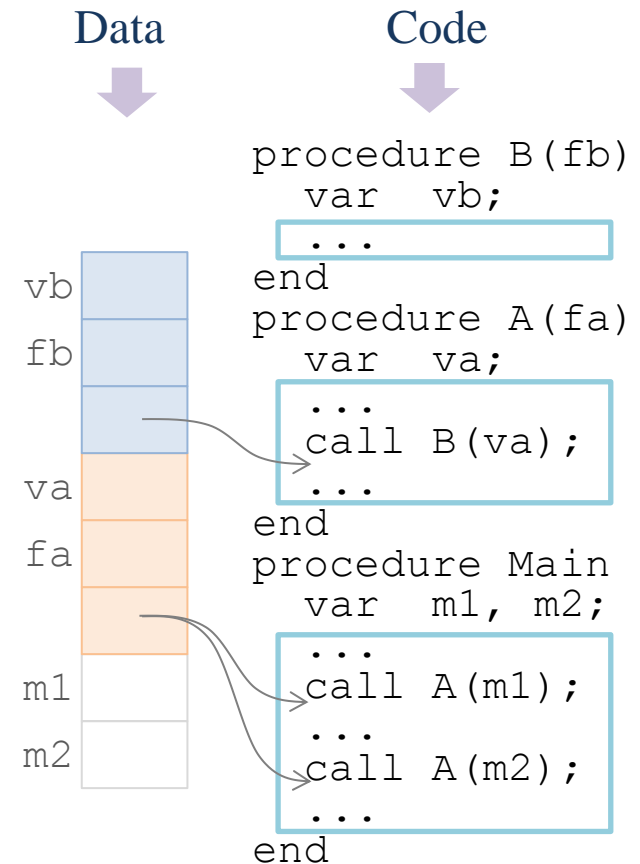 Data
Code
procedure B(fb)
var vb;
...
end
procedure A(fa)
var va;
...
call B(va);
...
end
procedure Main
var m1, m2;
...
call A(m1);
...
call A(m2);
...
end
vb
fb
va
fa
m1
m2